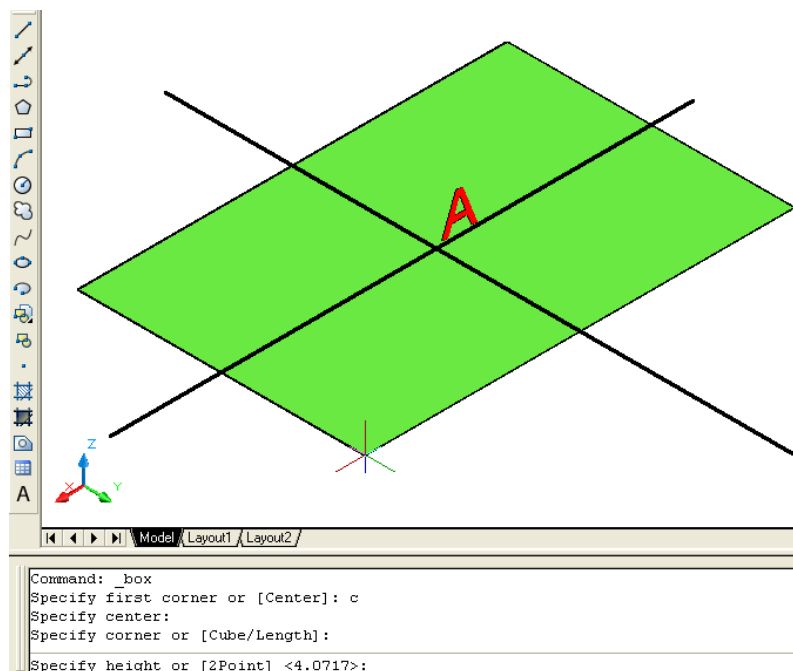 A
A
Z
X
Y
Model Layout1 Layout2
Command: _box
Specify first corner or [Center]: c
Specify center:
Specify corner or [Cube/Length]:
Specify height or [2Point] <4.0717>: